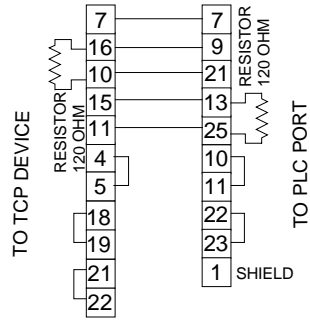 7 7
16 9
10 21
15 13
11 25
4 10
5 11
18 22
19 23
21 1 SHIELD
22
RESISTOR
120 OHM
RESISTOR
120 OHM
TO TCP DEVICE
TO PLC PORT